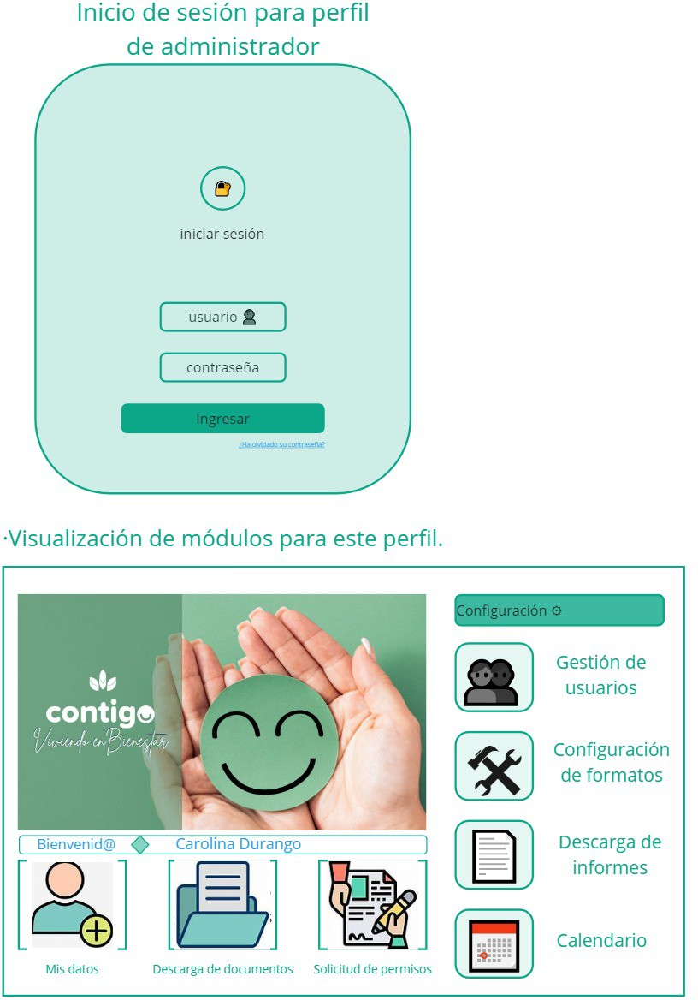 Inicio de sesión para perfil
de administrador
iniciar sesión
usuario
contraseña
Ingresar
¿Ha olvidado su contraseña?
·Visualización de módulos para este perfil.
contigo
Viviendo en Bienestar
Bienvenid@ Carolina Durango
Mis datos
Descarga de documentos
Solicitud de permisos
Configuración ⚙
Gestión de
usuarios
Configuración
de formatos
Descarga de
informes
Calendario